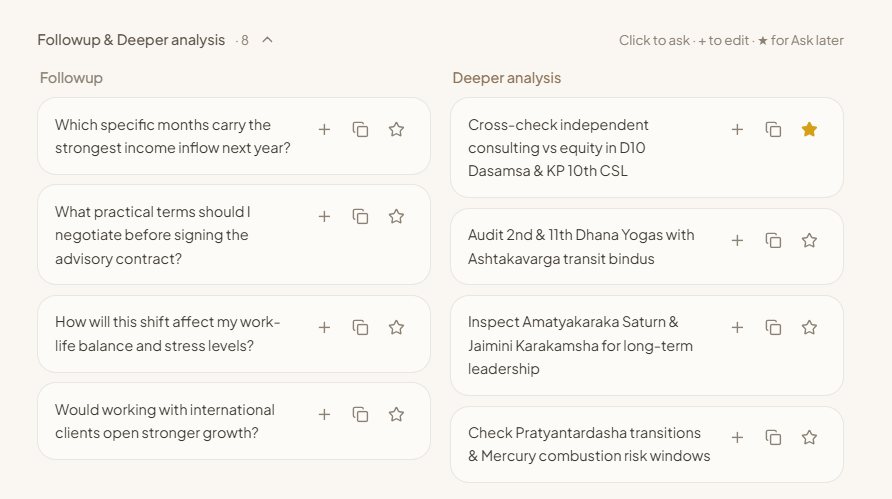 Followup & Deeper analysis · 8
Click to ask · + to edit · ★ for Ask later
Followup
Which specific months carry the
strongest income inflow next year?
What practical terms should I
negotiate before signing the
advisory contract?
How will this shift affect my work-
life balance and stress levels?
Would working with international
clients open stronger growth?
Deeper analysis
Cross-check independent
consulting vs equity in D10
Dasamsa & KP 10th CSL
Audit 2nd & 11th Dhana Yogas with
Ashtakavarga transit bindus
Inspect Amatyakaraka Saturn &
Jaimini Karakamsha for long-term
leadership
Check Pratyantardasha transitions
& Mercury combustion risk windows